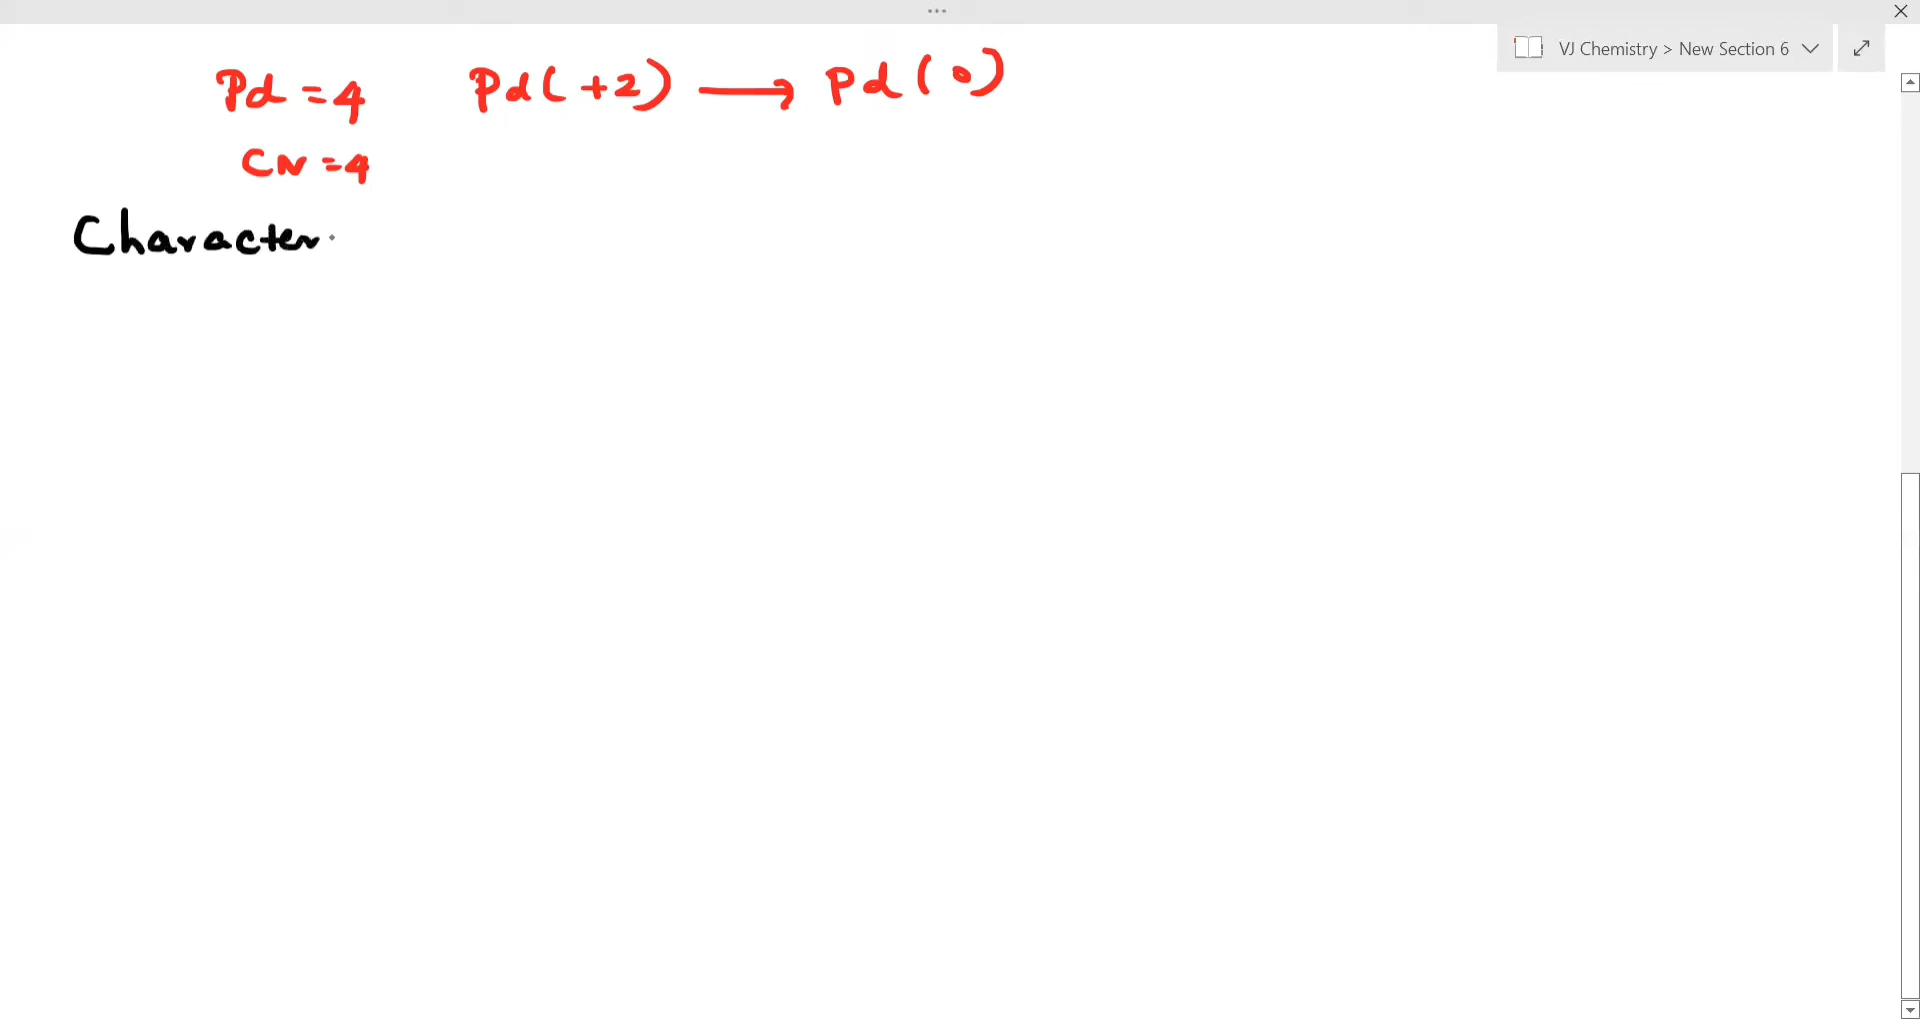 VJ Chemistry > New Section 6
Pd = 4 Pd(+2) ⟶ Pd(0)
CN = 4
Character